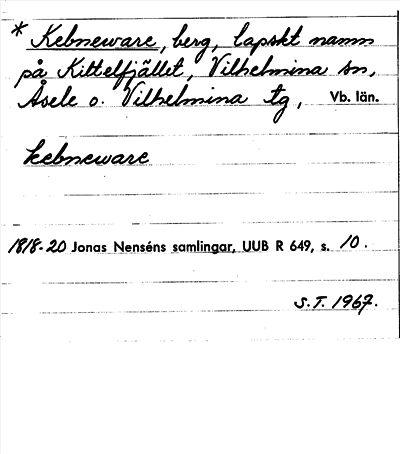 * Kebneware, berg, lapskt namn
på Kittelfjället, Vilhelmina sn,
Åsele o. Vilhelmina tg, Vb. län.
kebneware
1818-20 Jonas Nenséns samlingar, UUB R 649, s. 10.
S.T. 1967.